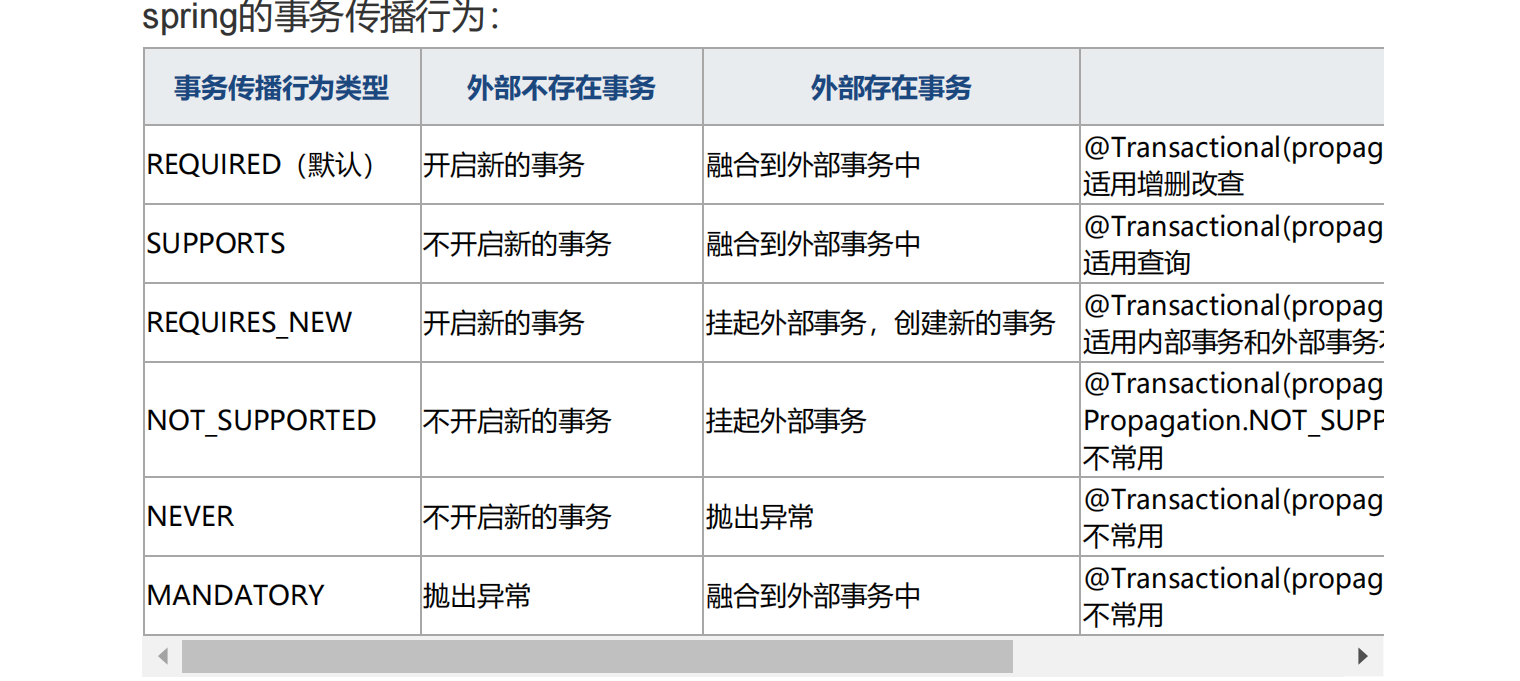 spring的事务传播行为：
事务传播行为类型 外部不存在事务 外部存在事务
REQUIRED（默认） 开启新的事务 融合到外部事务中 @Transactional(propag
适用增删改查
SUPPORTS 不开启新的事务 融合到外部事务中 @Transactional(propag
适用查询
REQUIRES_NEW 开启新的事务 挂起外部事务，创建新的事务 @Transactional(propag
适用内部事务和外部事务
NOT_SUPPORTED 不开启新的事务 挂起外部事务 @Transactional(propag
Propagation.NOT_SUPP
不常用
NEVER 不开启新的事务 抛出异常 @Transactional(propag
不常用
MANDATORY 抛出异常 融合到外部事务中 @Transactional(propag
不常用